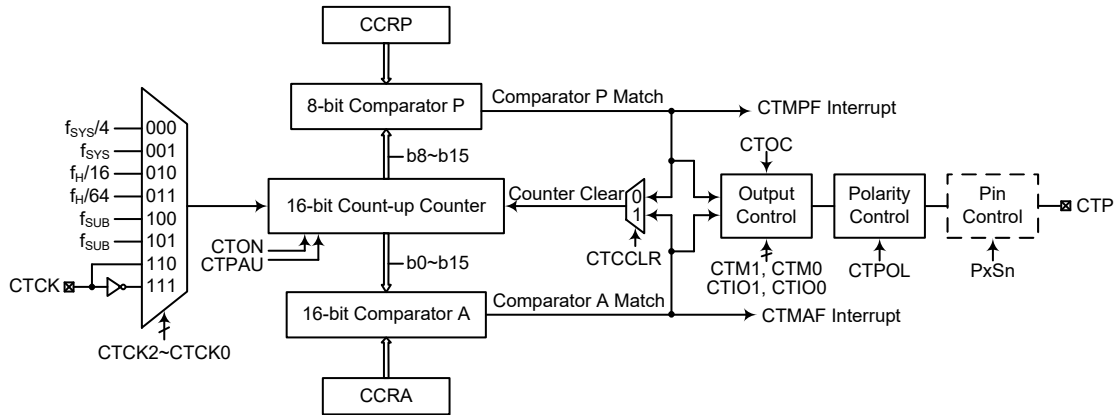 CCRP
8-bit Comparator P
Comparator P Match
CTMPF Interrupt
fSYS/4
000
fSYS
001
fH/16
010
fH/64
011
fSUB
100
fSUB
101
110
111
CTCK
CTCK2~CTCK0
b8~b15
16-bit Count-up Counter
CTON
CTPAU
b0~b15
Counter Clear
0
1
CTCCLR
CTOC
Output
Control
CTM1, CTM0
CTIO1, CTIO0
Polarity
Control
CTPOL
Pin
Control
PxSn
CTP
16-bit Comparator A
Comparator A Match
CTMAF Interrupt
CCRA